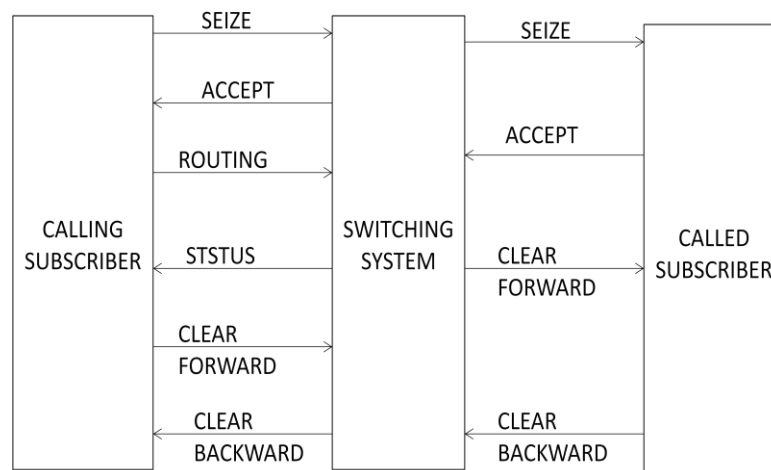 SEIZE
SEIZE
ACCEPT
ACCEPT
ROUTING
CALLING
SUBSCRIBER
STSTUS
SWITCHING
SYSTEM
CLEAR
FORWARD
CALLED
SUBSCRIBER
CLEAR
FORWARD
CLEAR
BACKWARD
CLEAR
BACKWARD